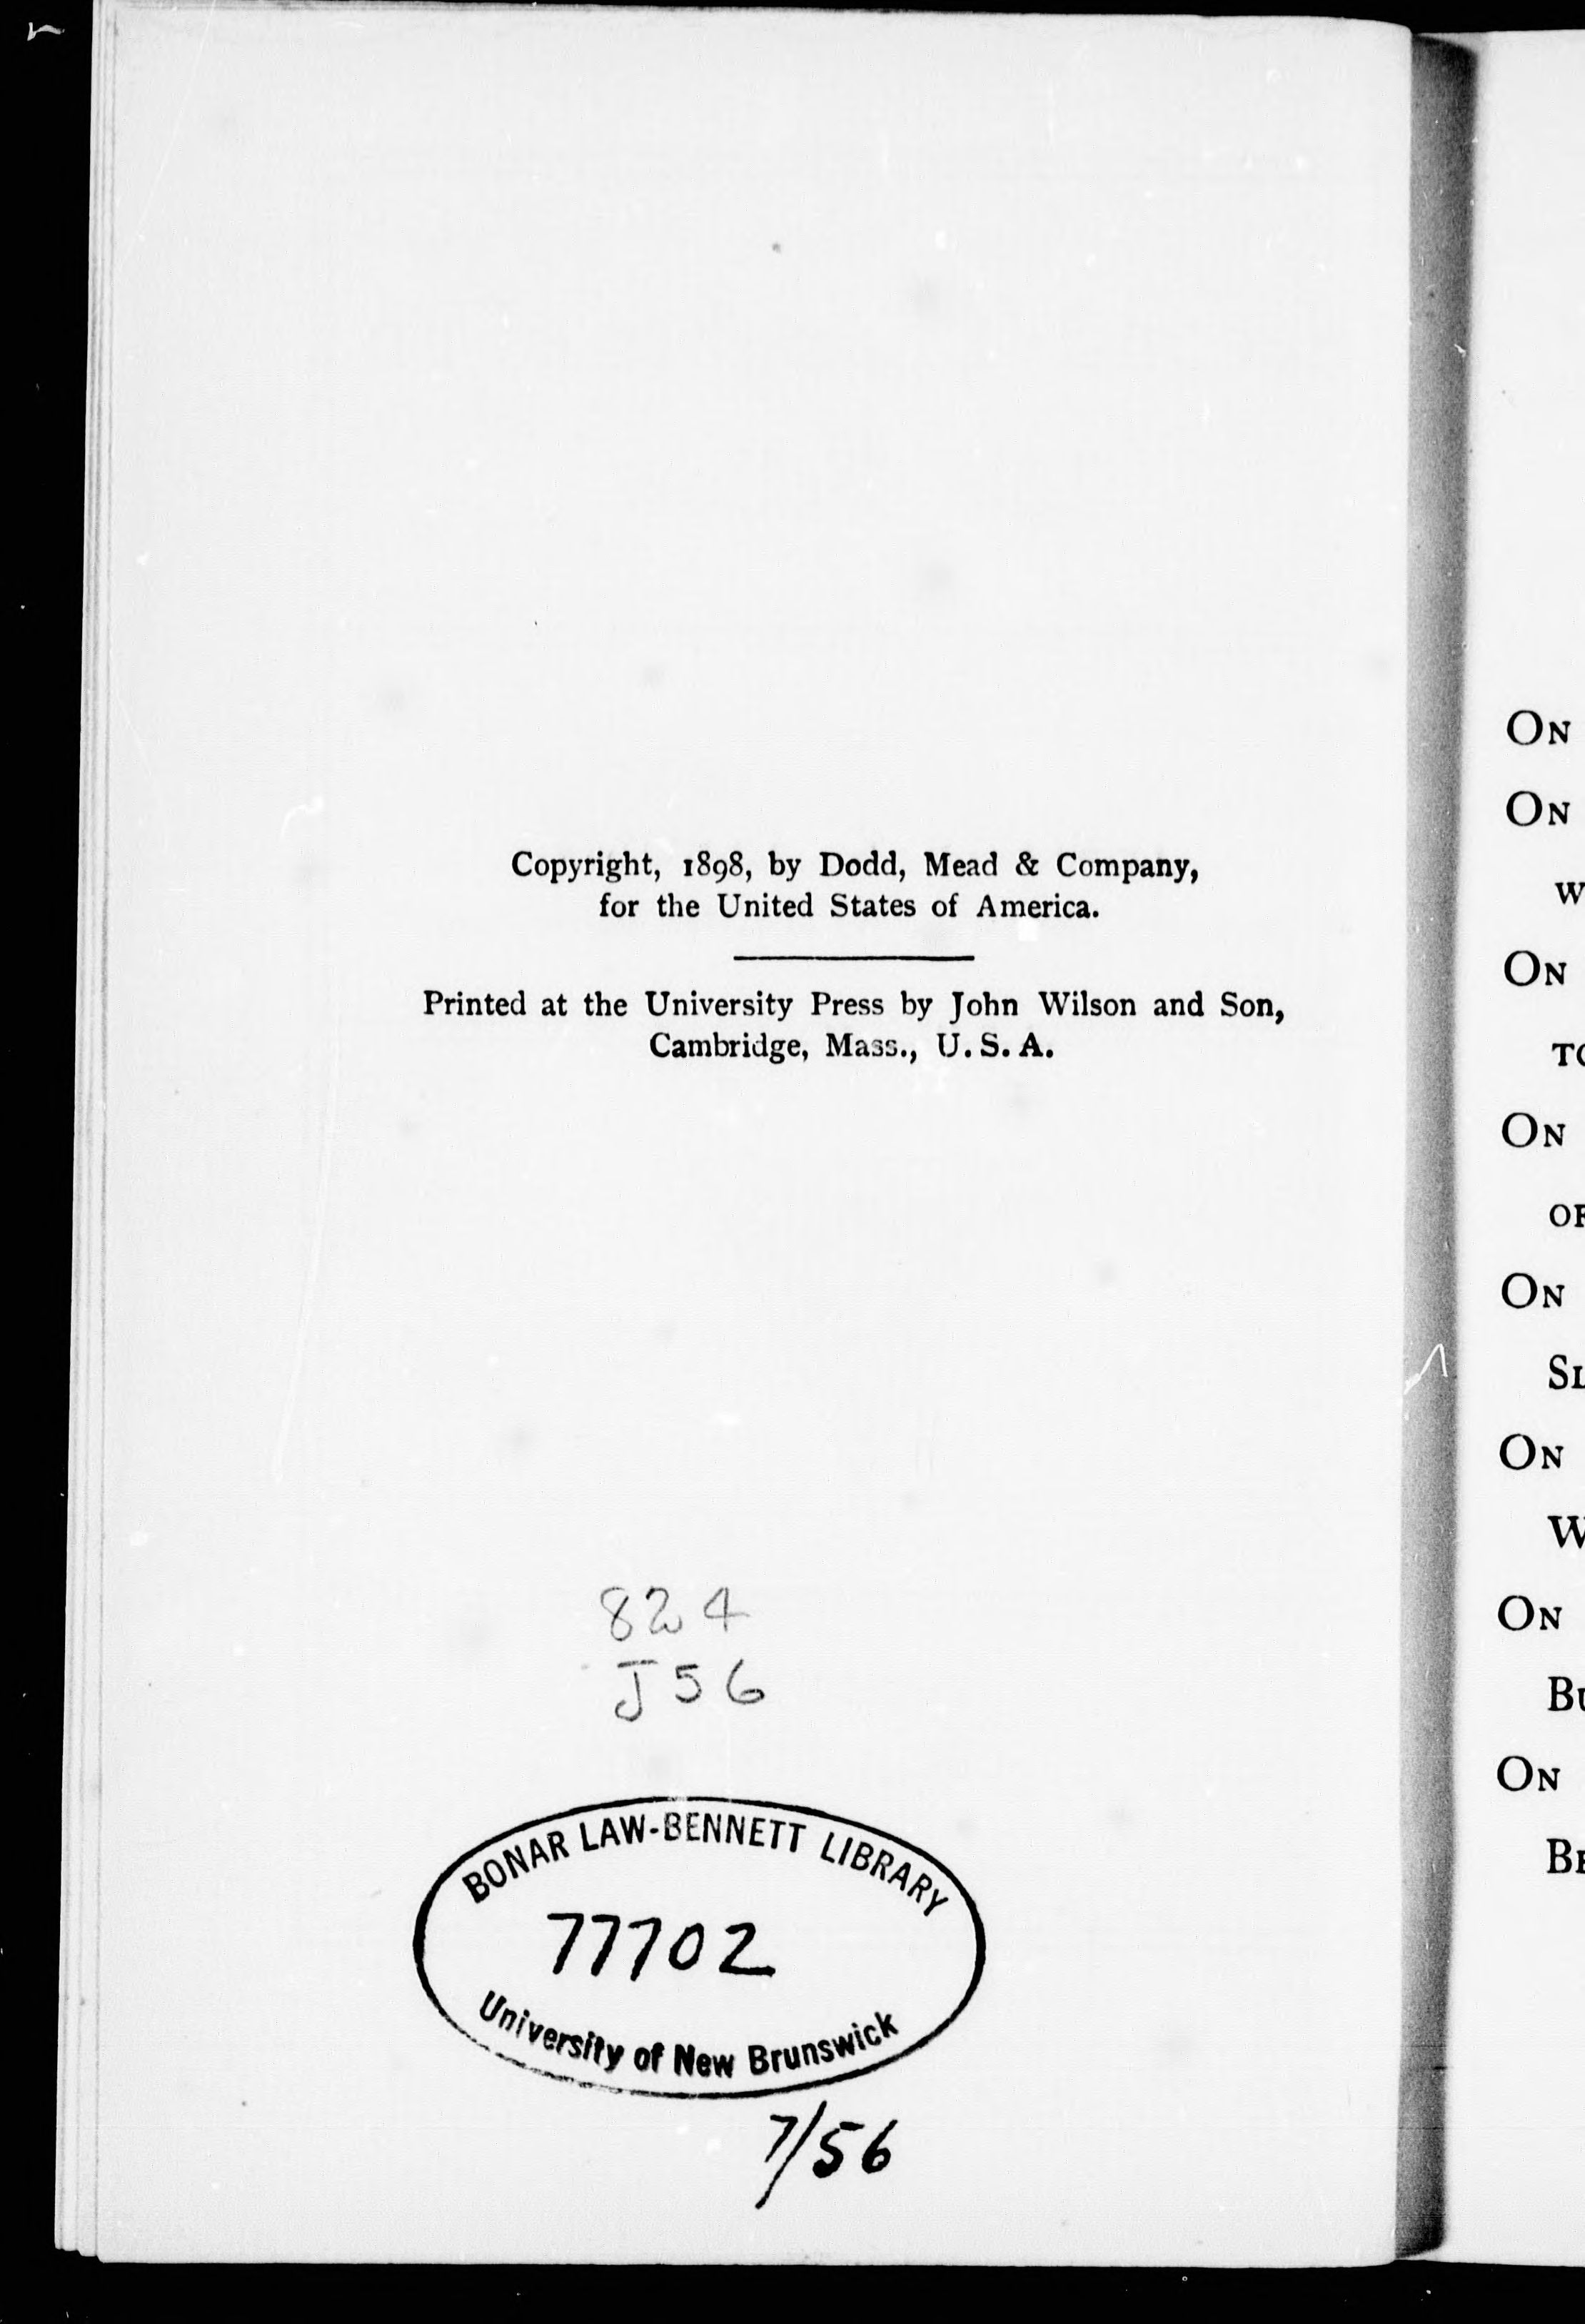 Copyright, 1898, by Dodd, Mead & Company,
for the United States of America.
Printed at the University Press by John Wilson and Son,
Cambridge, Mass., U. S. A.
824
J56
BONAR LAW-BENNETT LIBRARY
77702
University of New Brunswick
7/56
On
On
On
On
On
On
On
On